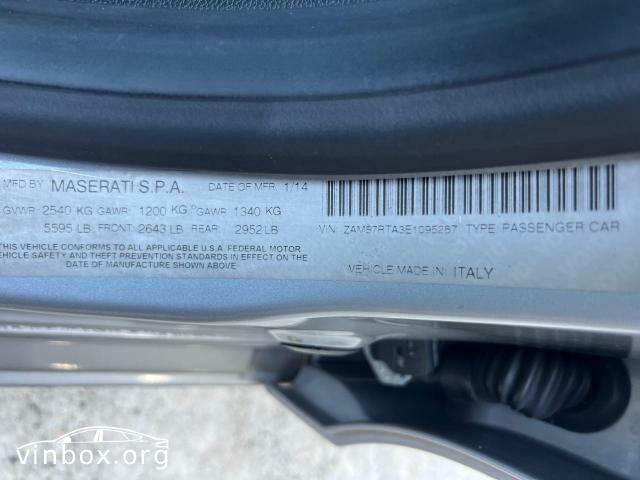 MFD BY MASERATI S.P.A. DATE OF MFR. 1/14
GVWR 2540 KG GAWR 1200 KG GAWR 1340 KG
5595 LB FRONT 2643 LB REAR 2952 LB
THIS VEHICLE CONFORMS TO ALL APPLICABLE U.S.A. FEDERAL MOTOR
VEHICLE SAFETY AND THEFT PREVENTION STANDARDS IN EFFECT ON THE
DATE OF MANUFACTURE SHOWN ABOVE
VIN: ZAM57RTA3E1095287 TYPE: PASSENGER CAR
VEHICLE MADE IN: ITALY
vinbox.org